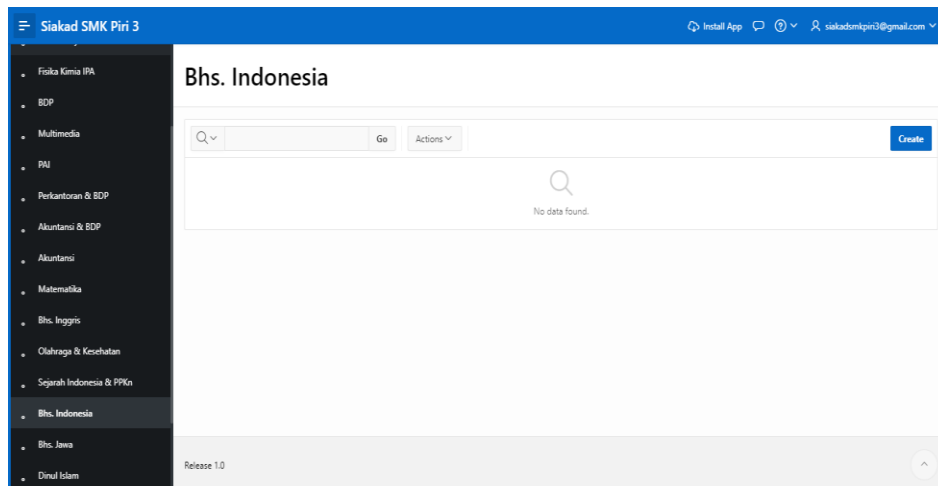 Siakad SMK Piri 3
Install App
siakadsmkpiri3@gmail.com
Fisika Kimia IPA
BDP
Multimedia
PAI
Perkantoran & BDP
Akuntansi & BDP
Akuntansi
Matematika
Bhs. Inggris
Olahraga & Kesehatan
Sejarah Indonesia & PPKn
Bhs. Indonesia
Bhs. Jawa
Dinul Islam
Bhs. Indonesia
Go
Actions
Create
No data found.
Release 1.0